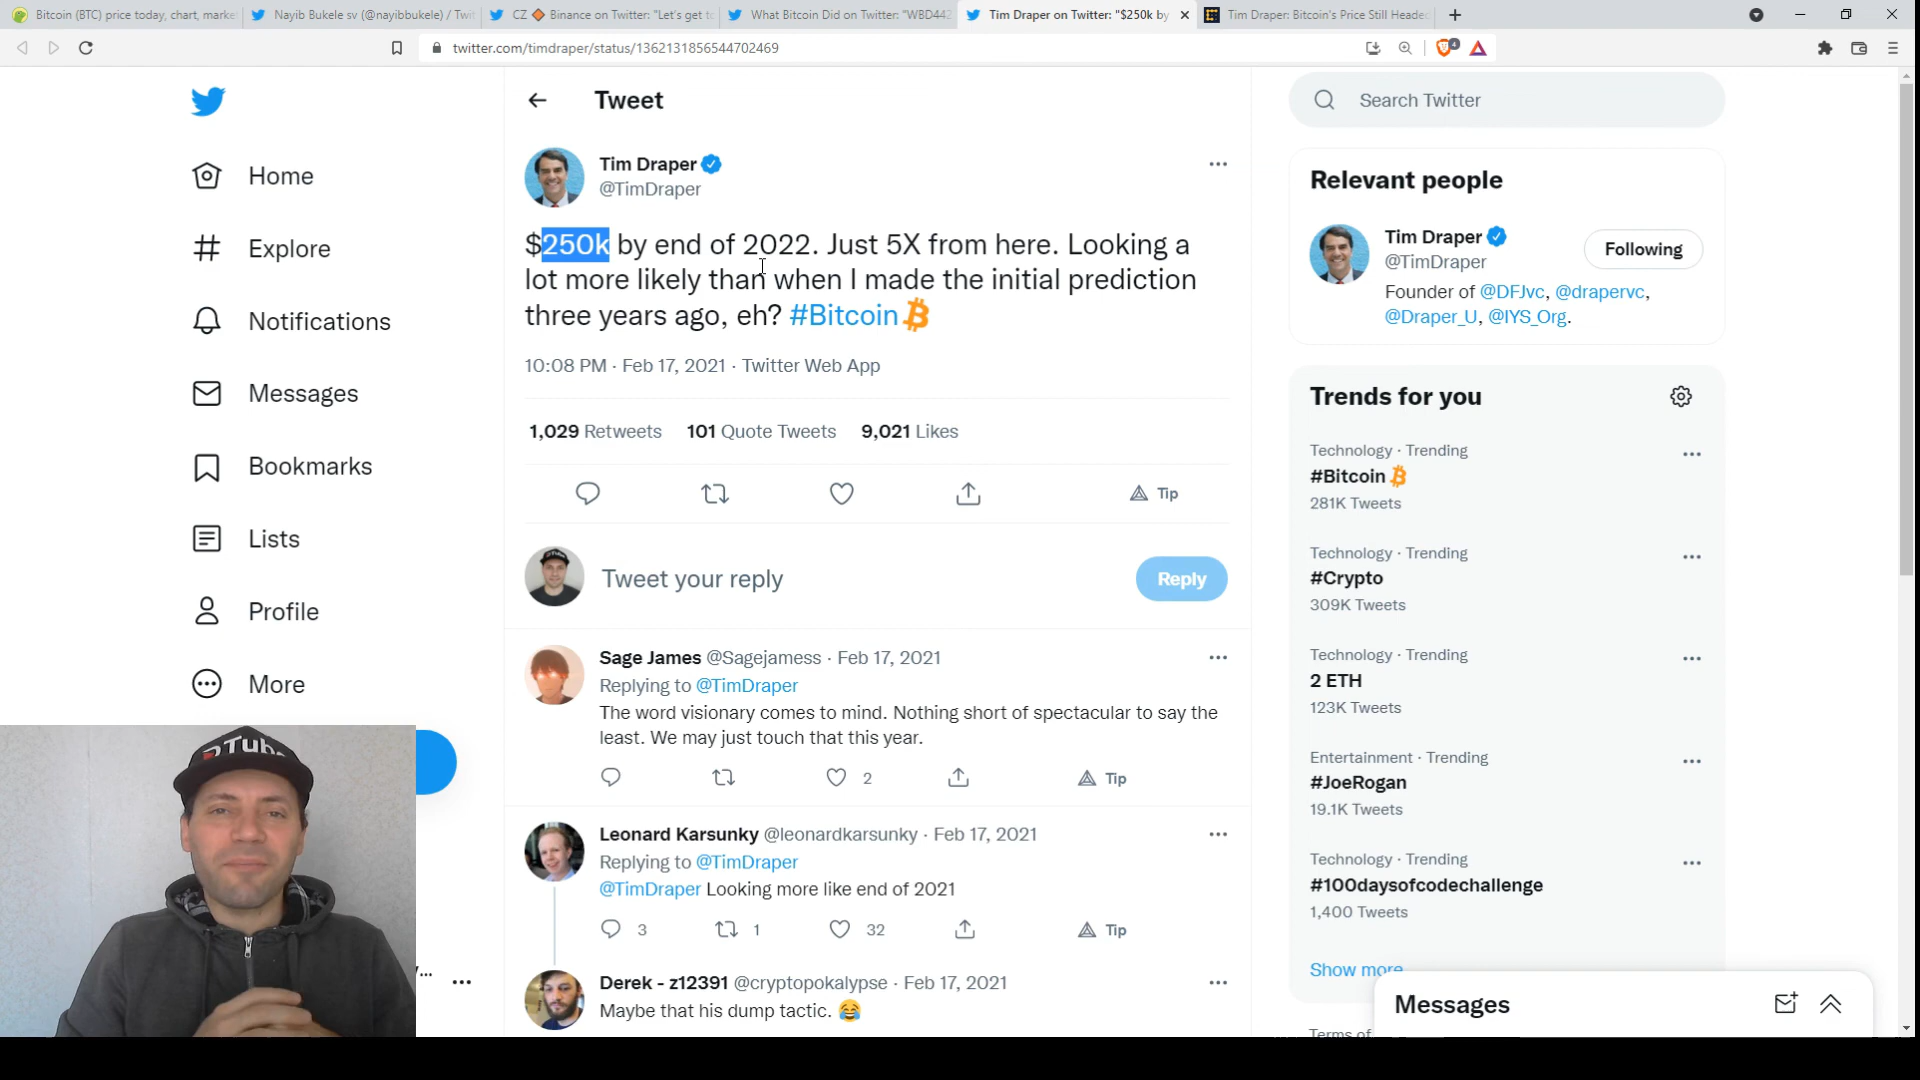 Bitcoin (BTC) price today, chart, marke
Nayib Bukele sv (@nayibbukele) / Twi
CZ 🔶 Binance on Twitter: "Let's get t
What Bitcoin Did on Twitter: "WBD442
Tim Draper on Twitter: "$250k by
Tim Draper: Bitcoin's Price Still Heade
twitter.com/timdraper/status/1362131856544702469
4
Home
Explore
Notifications
Messages
Bookmarks
Lists
Profile
More
Tweet
Tim Draper
@TimDraper
$250k by end of 2022. Just 5X from here. Looking a
lot more likely than when I made the initial prediction
three years ago, eh? #Bitcoin
10:08 PM · Feb 17, 2021 · Twitter Web App
1,029 Retweets 101 Quote Tweets 9,021 Likes
Tip
Tweet your reply
Reply
Sage James @Sagejamess · Feb 17, 2021
Replying to @TimDraper
The word visionary comes to mind. Nothing short of spectacular to say the
least. We may just touch that this year.
2
Tip
Leonard Karsunky @leonardkarsunky · Feb 17, 2021
Replying to @TimDraper
@TimDraper Looking more like end of 2021
3 1 32 Tip
Derek - z12391 @cryptopokalypse · Feb 17, 2021
Maybe that his dump tactic. 😂
Search Twitter
Relevant people
Tim Draper
@TimDraper
Following
Founder of @DFJvc, @drapervc,
@Draper_U, @IYS_Org.
Trends for you
Technology · Trending
#Bitcoin
281K Tweets
Technology · Trending
#Crypto
309K Tweets
Technology · Trending
2 ETH
123K Tweets
Entertainment · Trending
#JoeRogan
19.1K Tweets
Technology · Trending
#100daysofcodechallenge
1,400 Tweets
Show more
Terms of
Messages